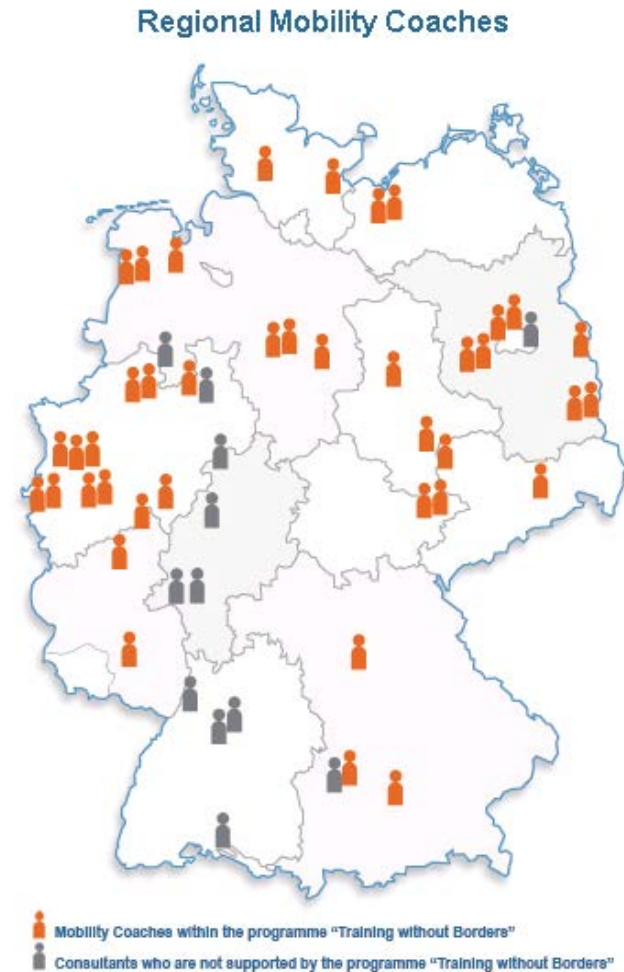 Regional Mobility Coaches
Mobility Coaches within the programme “Training without Borders”
Consultants who are not supported by the programme “Training without Borders”